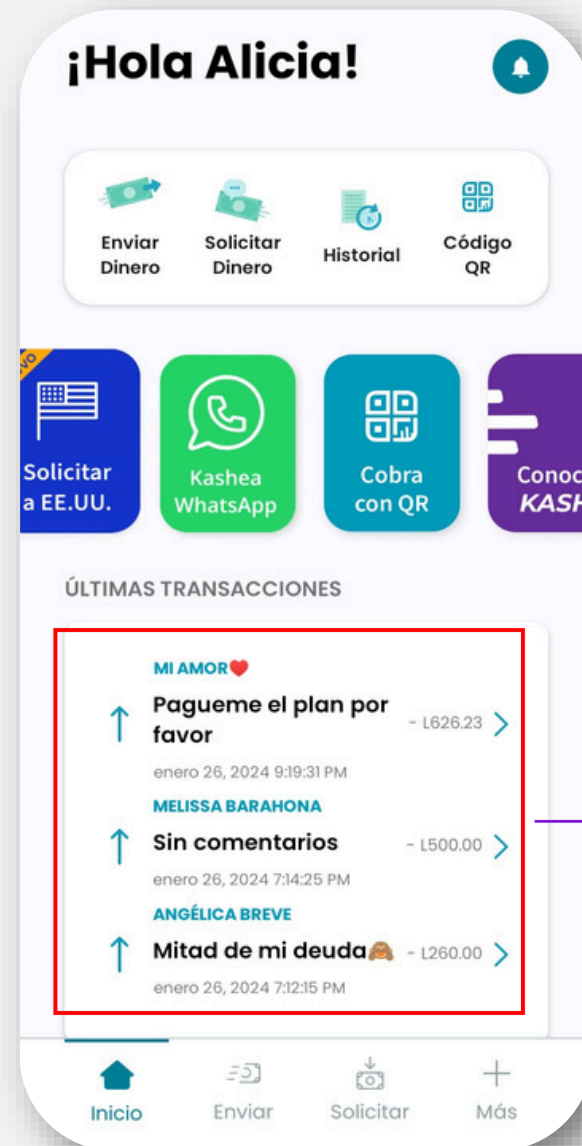 ¡Hola Alicia!
Enviar
Dinero
Solicitar
Dinero
Historial
Código
QR
Solicitar
a EE.UU.
Kashea
WhatsApp
Cobra
con QR
Conoc
KASH
ÚLTIMAS TRANSACCIONES
MI AMOR❤️
Pagueme el plan por
favor
- L626.23
enero 26, 2024 9:19:31 PM
MELISSA BARAHONA
Sin comentarios - L500.00
enero 26, 2024 7:14:25 PM
ANGÉLICA BREVE
Mitad de mi deuda🙈 - L260.00
enero 26, 2024 7:12:15 PM
Inicio Enviar Solicitar Más